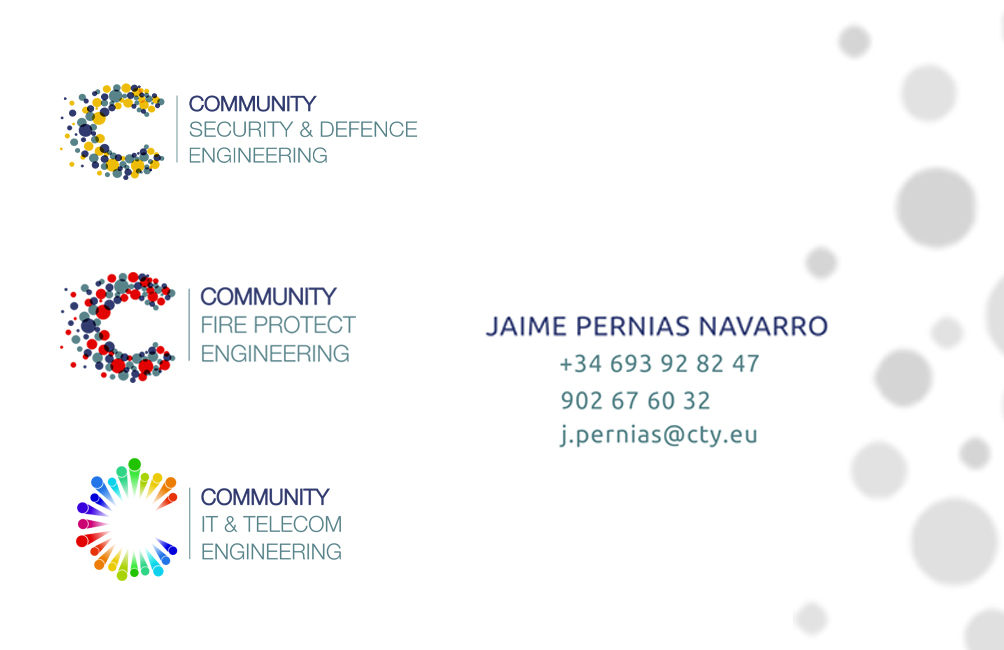 COMMUNITY
SECURITY & DEFENCE
ENGINEERING
COMMUNITY
FIRE PROTECT
ENGINEERING
COMMUNITY
IT & TELECOM
ENGINEERING
JAIME PERNIAS NAVARRO
+34 693 92 82 47
902 67 60 32
j.pernias@cty.eu